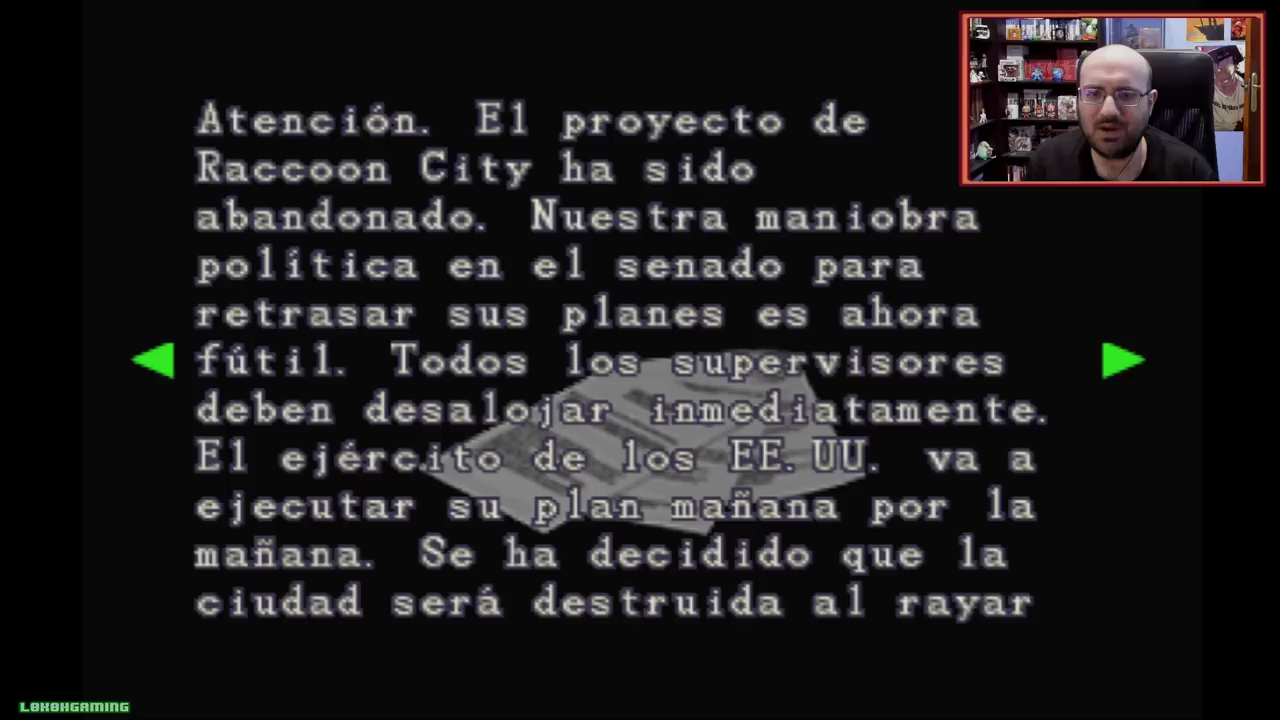 Atención. El proyecto de
Raccoon City ha sido
abandonado. Nuestra maniobra
política en el senado para
retrasar sus planes es ahora
fútil. Todos los supervisores
deben desalojar inmediatamente.
El ejército de los EE.UU. va a
ejecutar su plan mañana por la
mañana. Se ha decidido que la
ciudad será destruida al rayar
L0K0XGAMING